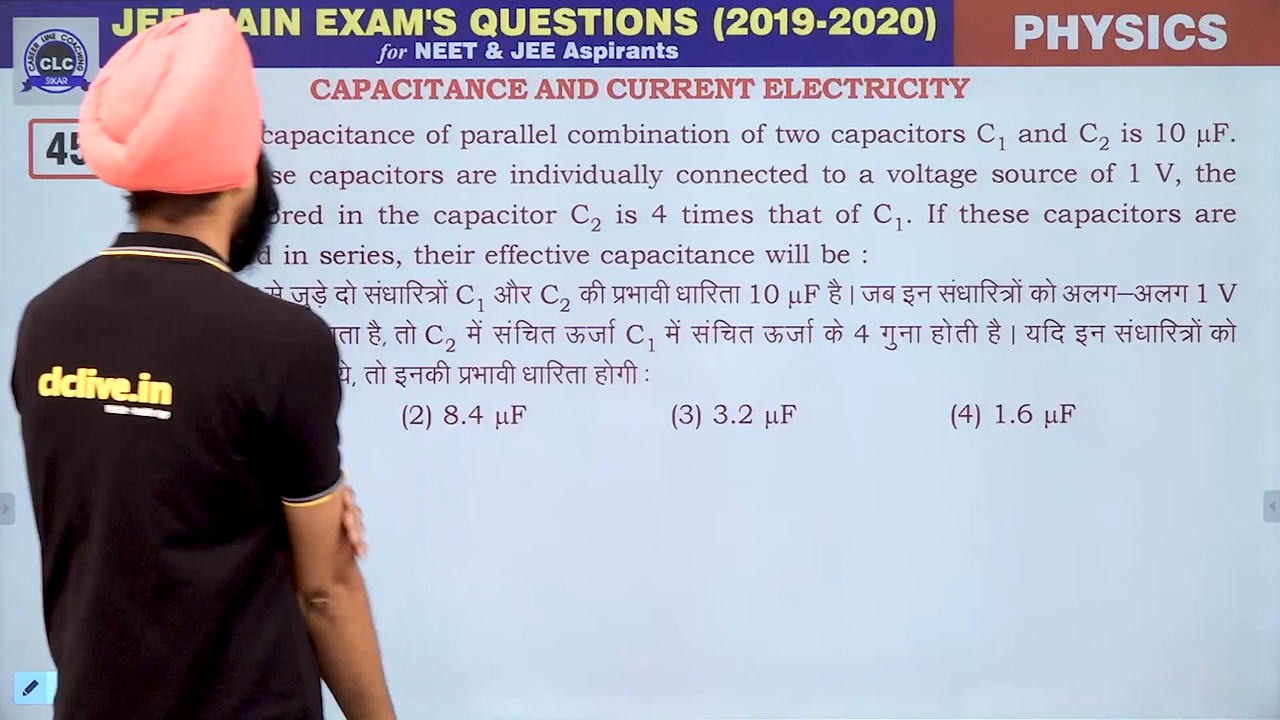 JEE MAIN EXAM'S QUESTIONS (2019-2020)
for NEET & JEE Aspirants
PHYSICS
CAREER LINE COACHING
CLC
SIKAR
CAPACITANCE AND CURRENT ELECTRICITY
45
capacitance of parallel combination of two capacitors C₁ and C₂ is 10 µF.
capacitors are individually connected to a voltage source of 1 V, the
in the capacitor C₂ is 4 times that of C₁. If these capacitors are
in series, their effective capacitance will be :
से जुड़े दो संधारित्रों C₁ और C₂ की प्रभावी धारिता 10 µF है। जब इन संधारित्रों को अलग–अलग 1 V
है, तो C₂ में संचित ऊर्जा C₁ में संचित ऊर्जा के 4 गुना होती है। यदि इन संधारित्रों को
तो इनकी प्रभावी धारिता होगी :
(2) 8.4 µF (3) 3.2 µF (4) 1.6 µF
dclive.in